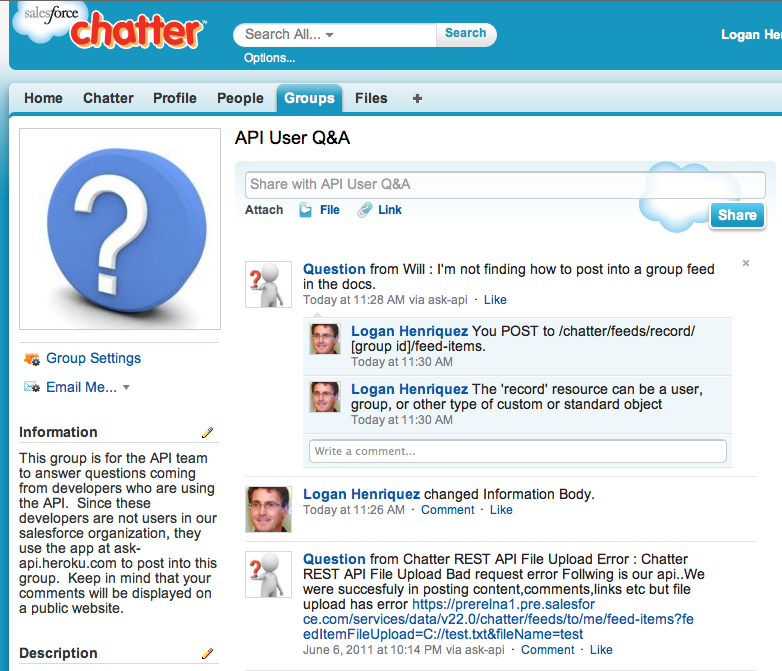 salesforce
chatter
Search All...
Search
Options...
Logan He
Home Chatter Profile People Groups Files +
API User Q&A
Share with API User Q&A
Attach File Link
Share
?
Question from Will : I'm not finding how to post into a group feed
in the docs.
Today at 11:28 AM via ask-api · Like
Logan Henriquez You POST to /chatter/feeds/record/
[group id]/feed-items.
Today at 11:30 AM
Logan Henriquez The 'record' resource can be a user,
group, or other type of custom or standard object
Today at 11:30 AM
Write a comment...
Logan Henriquez changed Information Body.
Today at 11:26 AM · Comment · Like
Question from Chatter REST API File Upload Error : Chatter
REST API File Upload Bad request error Follwing is our api..We
were succesfuly in posting content,comments,links etc but file
upload has error https://prerelna1.pre.salesfor
ce.com/services/data/v22.0/chatter/feeds/to/me/feed-items?fe
edItemFileUpload=C://test.txt&fileName=test
June 6, 2011 at 10:14 PM via ask-api · Comment · Like
Group Settings
Email Me...
Information
This group is for the API team
to answer questions coming
from developers who are using
the API. Since these
developers are not users in our
salesforce organization, they
use the app at ask-
api.heroku.com to post into this
group. Keep in mind that your
comments will be displayed on
a public website.
Description